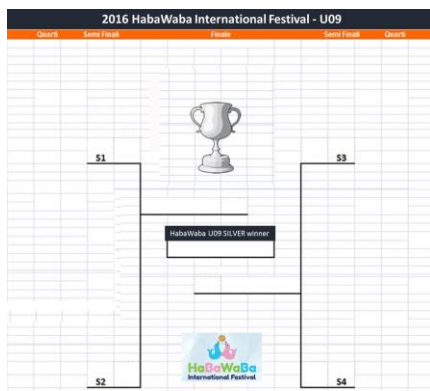 2016 HabaWaba International Festival - U09
Quarti Semi Finali Finale Semi Finali Quarti
S1 S3
HabaWaba U09 SILVER winner
HaBaWaBa
International Festival
S2 S4